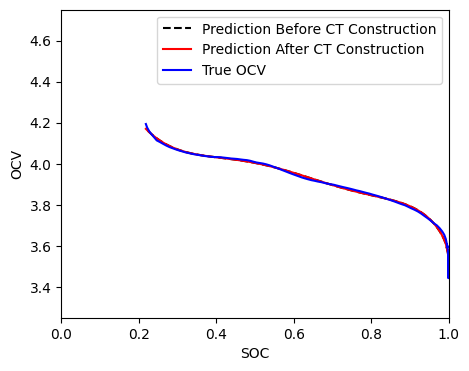 Prediction Before CT Construction
Prediction After CT Construction
True OCV
4.6
4.4
4.2
4.0
3.8
3.6
3.4
OCV
0.0 0.2 0.4 0.6 0.8 1.0
SOC